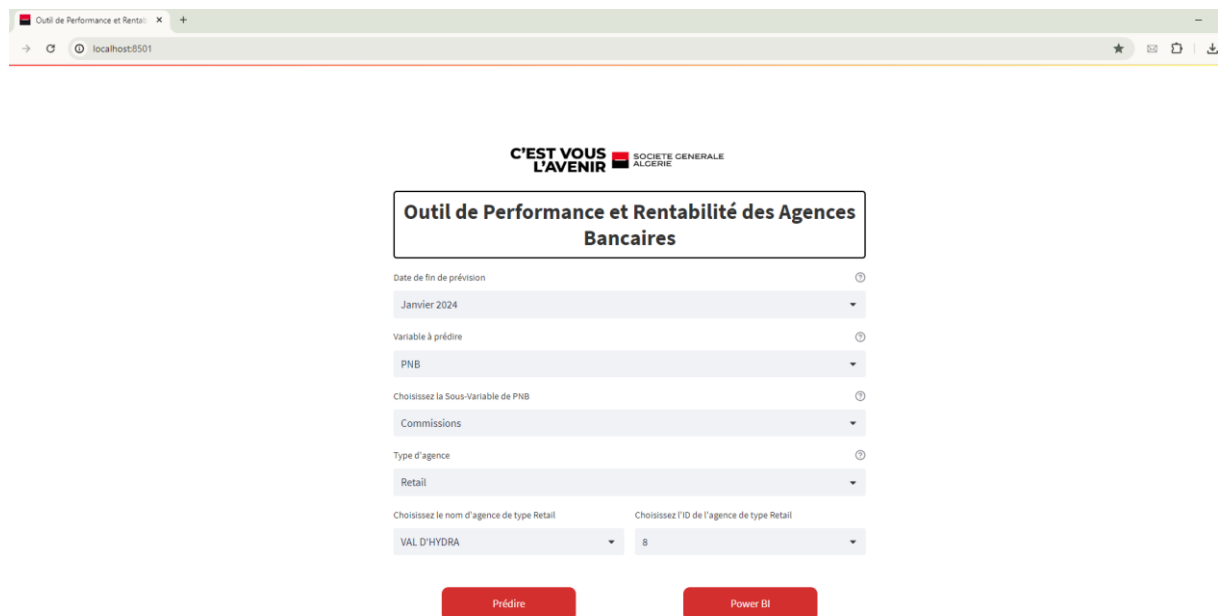 Outil de Performance et Rental
localhost:8501
C'EST VOUS
L'AVENIR
SOCIETE GENERALE
ALGERIE
Outil de Performance et Rentabilité des Agences
Bancaires
Date de fin de prévision
Janvier 2024
Variable à prédire
PNB
Choisissez la Sous-Variable de PNB
Commissions
Type d'agence
Retail
Choisissez le nom d'agence de type Retail Choisissez l'ID de l'agence de type Retail
VAL D'HYDRA 8
Prédire Power BI